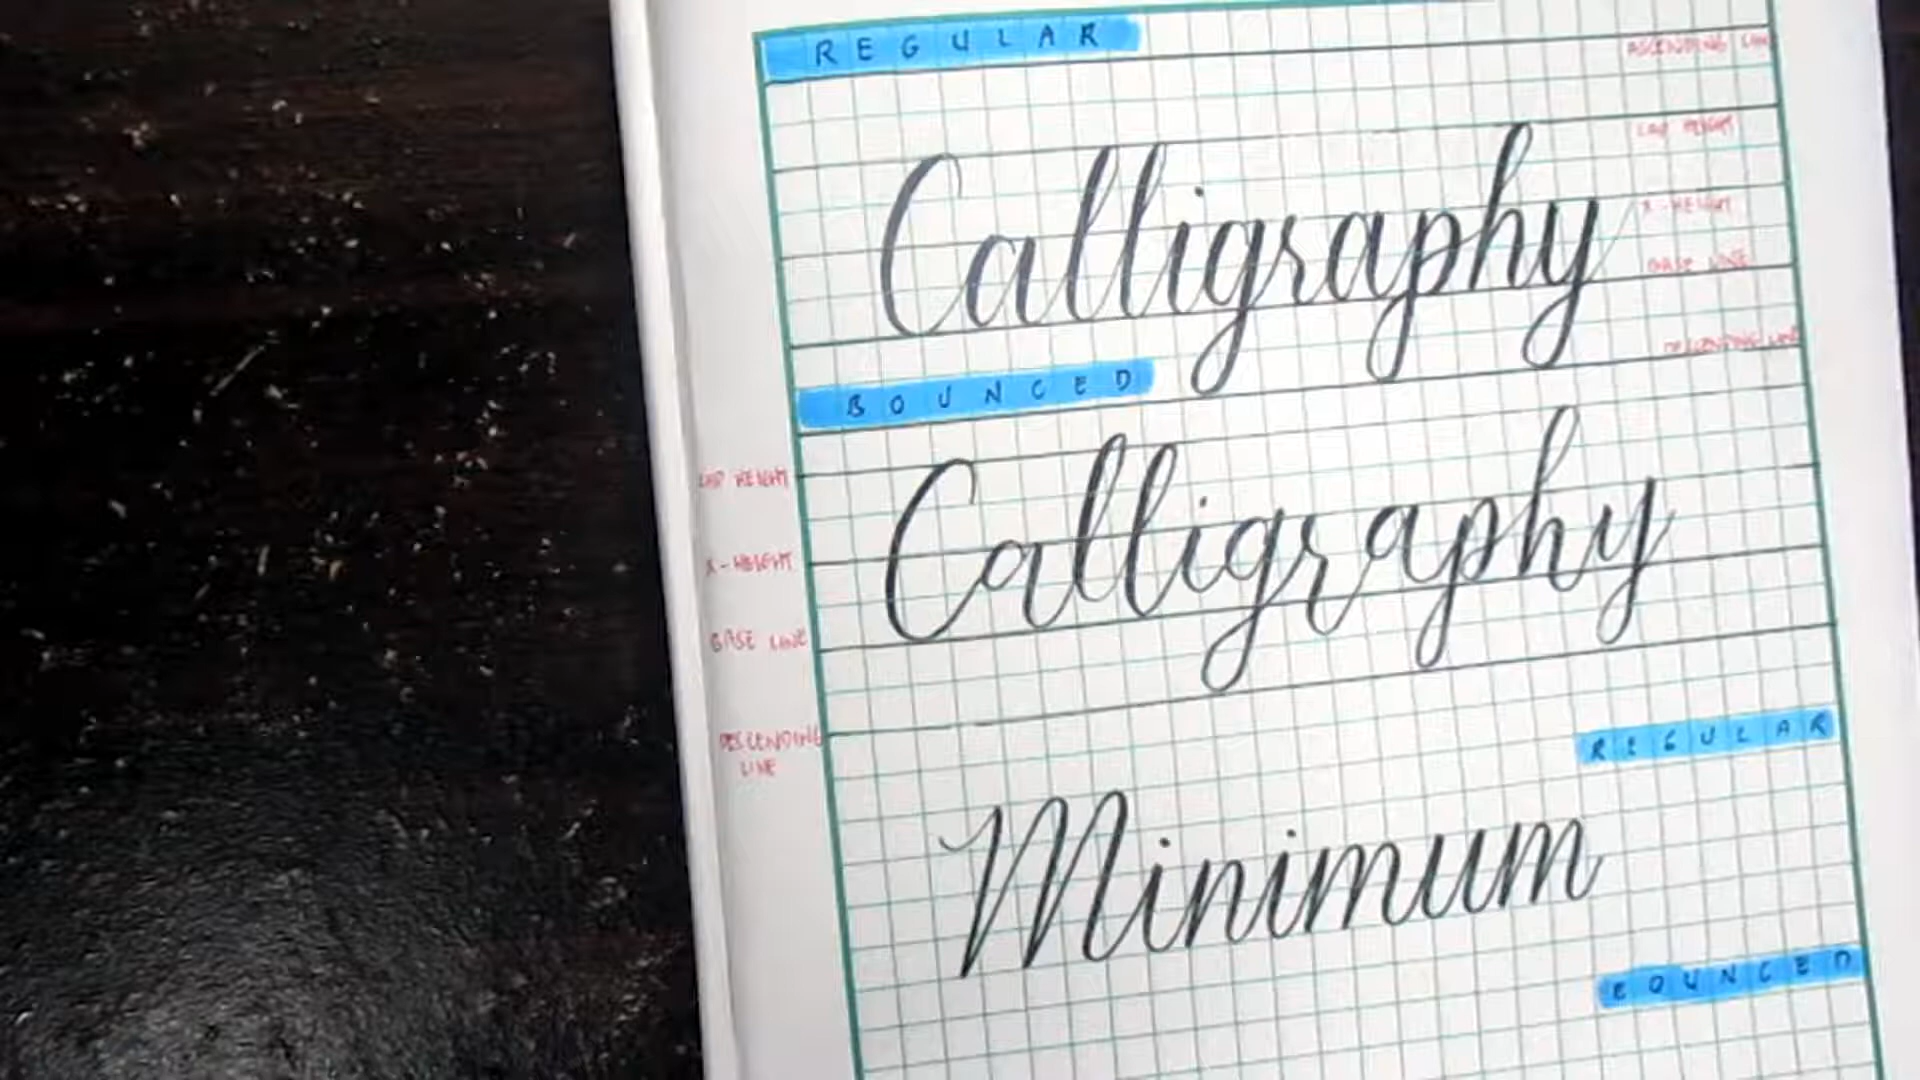 REGULAR
ASCENDING LINE
CAP HEIGHT
Calligraphy
X-HEIGHT
BASE LINE
DESCENDING LINE
BOUNCED
CAP HEIGHT
Calligraphy
X-HEIGHT
BASE LINE
DESCENDING
LINE
REGULAR
Minimum
BOUNCED